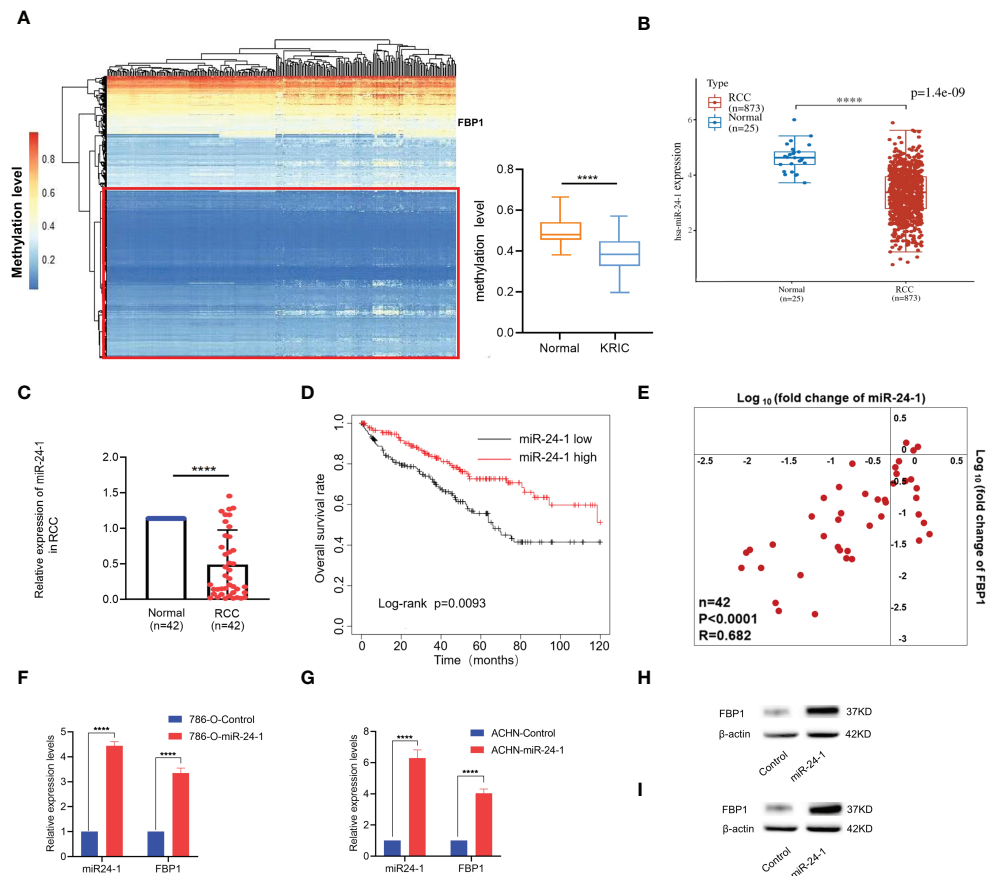 A
FBP1
Methylation level
0.8
0.6
0.4
0.2
methylation level
0.8
0.6
0.4
0.2
0.0
****
Normal
KRIC
B
Type
RCC
(n=873)
Normal
(n=25)
****
p=1.4e-09
hsa-miR-24-1 expression
6
4
2
Normal
(n=25)
RCC
(n=873)
C
Relative expression of miR-24-1
in RCC
2.0
1.5
1.0
0.5
0.0
****
Normal
(n=42)
RCC
(n=42)
D
Overall survival rate
1.0
0.8
0.6
0.4
0.0
miR-24-1 low
miR-24-1 high
Log-rank p=0.0093
0 20 40 60 80 100 120
Time (months)
E
Log 10 (fold change of miR-24-1)
-2.5 -2 -1.5 -1 -0.5 0 0.5
0.5
0
-0.5
-1
-1.5
-2
-2.5
-3
Log 10 (fold change of FBP1
n=42
P<0.0001
R=0.682
F
786-O-Control
786-O-miR-24-1
Relative expression levels
5
4
3
2
1
0
****
****
miR24-1
FBP1
G
ACHN-Control
ACHN-miR-24-1
Relative expression levels
8
6
4
2
0
****
****
miR24-1
FBP1
H
FBP1
37KD
β-actin
42KD
Control
miR-24-1
I
FBP1
37KD
β-actin
42KD
Control
miR-24-1